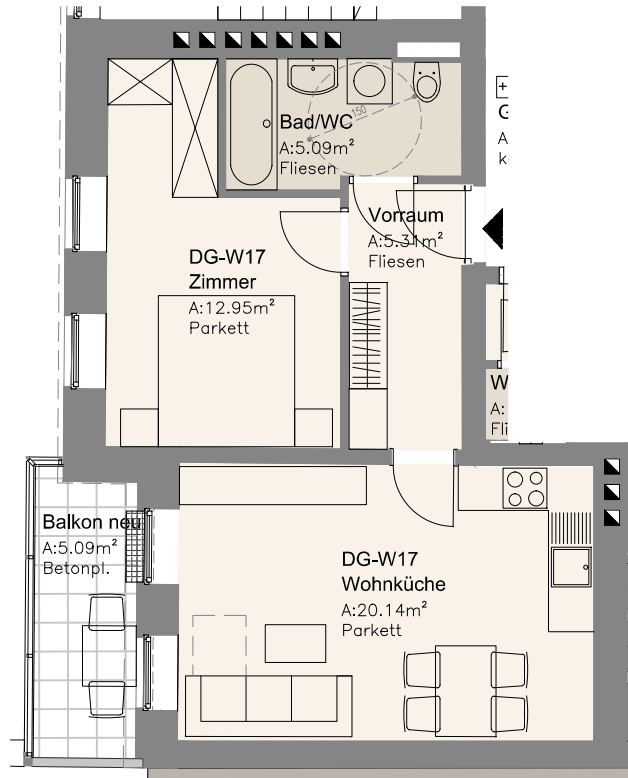 Bad/WC
A:5.09m²
Fliesen
150
+
G
A
Vorraum
A:5.31m²
Fliesen
DG-W17
Zimmer
A:12.95m²
Parkett
W
A:
Fli
Balkon neu
A:5.09m²
Betonpl.
DG-W17
Wohnküche
A:20.14m²
Parkett